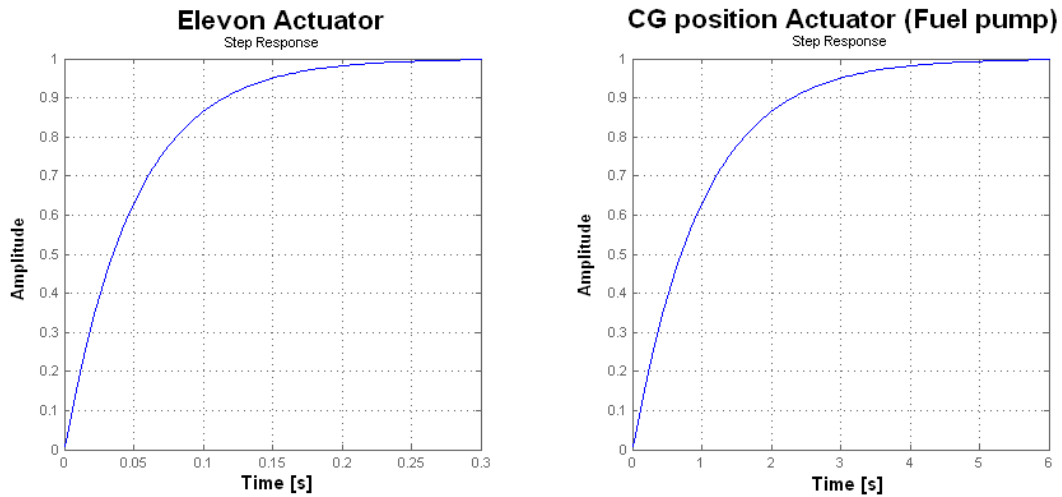 Elevon Actuator
Step Response
1
0.9
0.8
0.7
0.6
0.5
0.4
0.3
0.2
0.1
0
Amplitude
0 0.05 0.1 0.15 0.2 0.25 0.3
Time [s]
CG position Actuator (Fuel pump)
Step Response
1
0.9
0.8
0.7
0.6
0.5
0.4
0.3
0.2
0.1
0
Amplitude
0 1 2 3 4 5 6
Time [s]